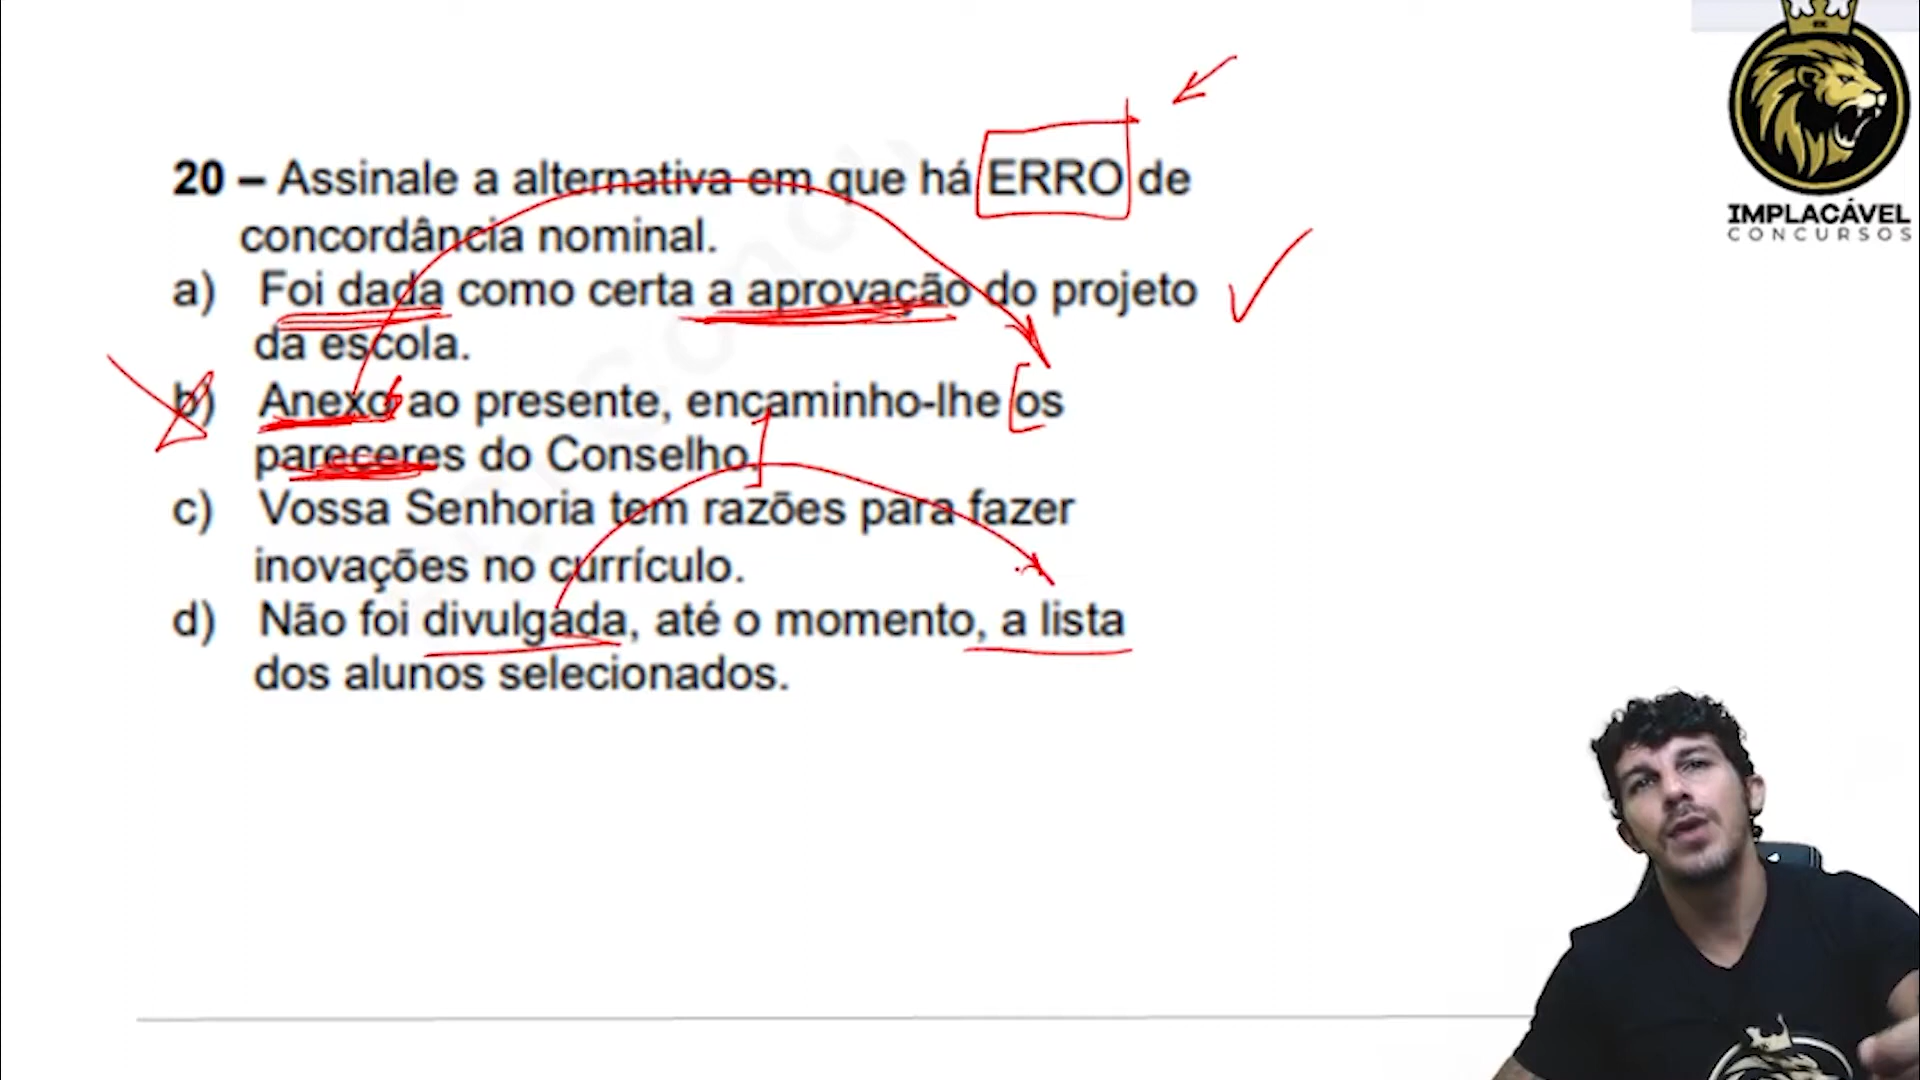 IMPLACÁVEL
CONCURSOS
20 – Assinale a alternativa em que há ERRO de
concordância nominal.
a) Foi dada como certa a aprovação do projeto
da escola.
b) Anexo ao presente, encaminho-lhe os
pareceres do Conselho.
c) Vossa Senhoria tem razões para fazer
inovações no currículo.
d) Não foi divulgada, até o momento, a lista
dos alunos selecionados.